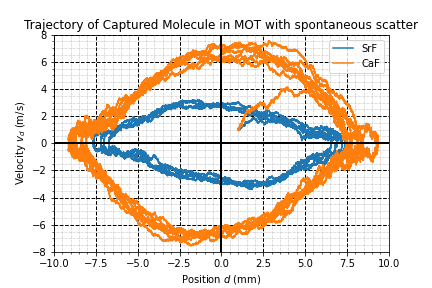 Trajectory of Captured Molecule in MOT with spontaneous scatter
8
6
4
2
0
−2
−4
−6
−8
Velocity v_d (m/s)
SrF
CaF
−10.0 −7.5 −5.0 −2.5 0.0 2.5 5.0 7.5 10.0
Position d (mm)